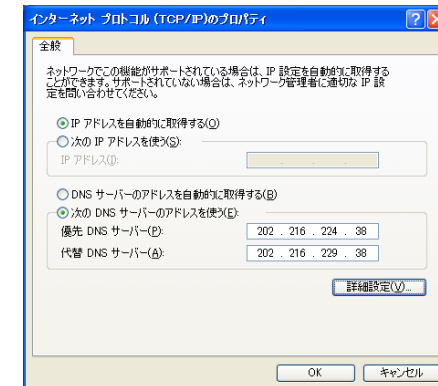 インターネット プロトコル (TCP/IP)のプロパティ
全般
ネットワークでこの機能がサポートされている場合は、IP 設定を自動的に取得する
ことができます。サポートされていない場合は、ネットワーク管理者に適切な IP 設
定を問い合わせてください。
IP アドレスを自動的に取得する(O)
次の IP アドレスを使う(S):
IP アドレス(I):
DNS サーバーのアドレスを自動的に取得する(B)
次の DNS サーバーのアドレスを使う(E):
優先 DNS サーバー(P): 202 . 216 . 224 . 38
代替 DNS サーバー(A): 202 . 216 . 229 . 38
詳細設定(V)...
OK キャンセル